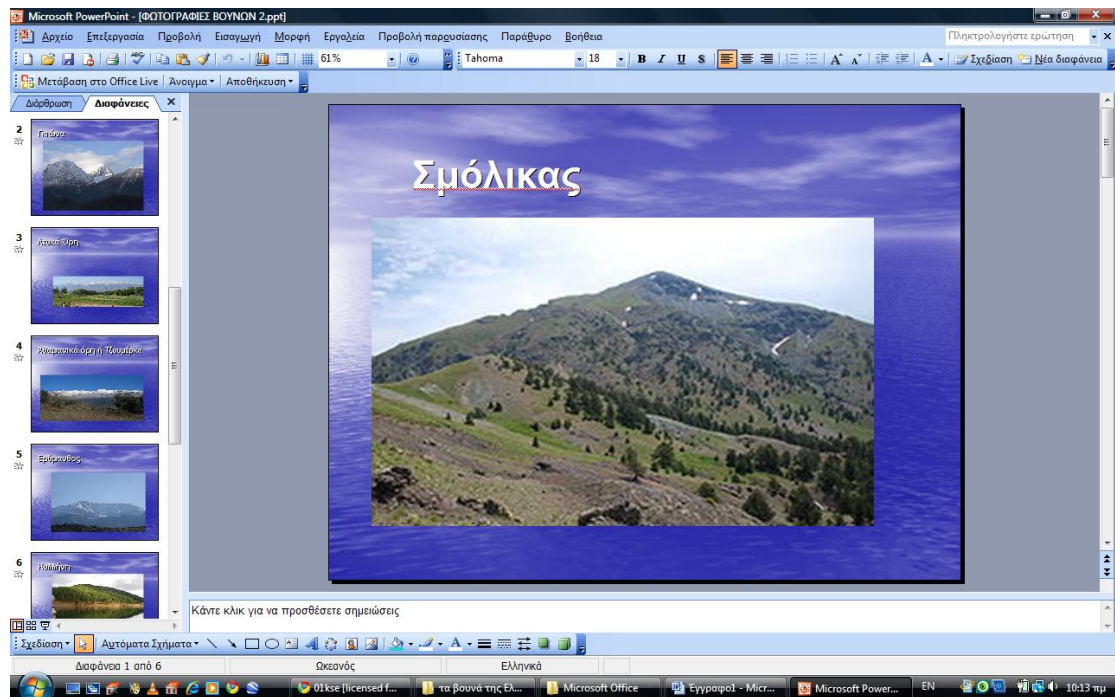 Microsoft PowerPoint - [ΦΩΤΟΓΡΑΦΙΕΣ ΒΟΥΝΩΝ 2.ppt]
Αρχείο Επεξεργασία Προβολή Εισαγωγή Μορφή Εργαλεία Προβολή παρουσίασης Παράθυρο Βοήθεια Πληκτρολογήστε ερώτηση
61% Tahoma 18 B I U S A A A Σχεδίαση Νέα διαφάνεια
Μετάβαση στο Office Live Άνοιγμα Αποθήκευση
Διάρθρωση Διαφάνειες
2
Γκιώνα
3
Λευκά Όρη
4
Αθαμανικά όρη ή Τζουμέρκα
5
Ερύμανθος
6
Κυλλήνη
Σμόλικας
Κάντε κλικ για να προσθέσετε σημειώσεις
Σχεδίαση Αυτόματα Σχήματα A
Διαφάνεια 1 από 6 Ωκεανός Ελληνικά
01kse [licensed f... τα βουνά της Ελ... Microsoft Office Έγγραφο1 - Micr... Microsoft Power... EN 10:13 πμ